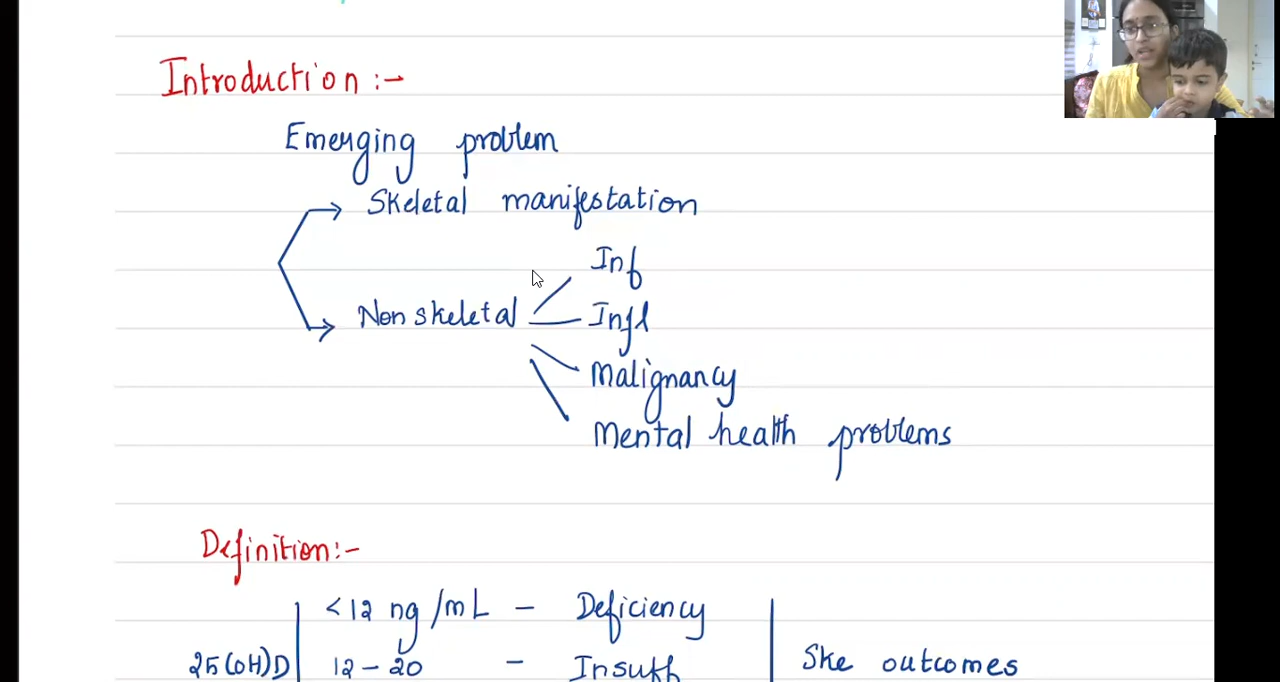 Introduction :-
Emerging problem
Skeletal manifestation
Inf
Non skeletal
Infl
Malignancy
Mental health problems
Definition:-
<12 ng/mL - Deficiency
25(OH)D 12-20 - Insuff Ske outcomes